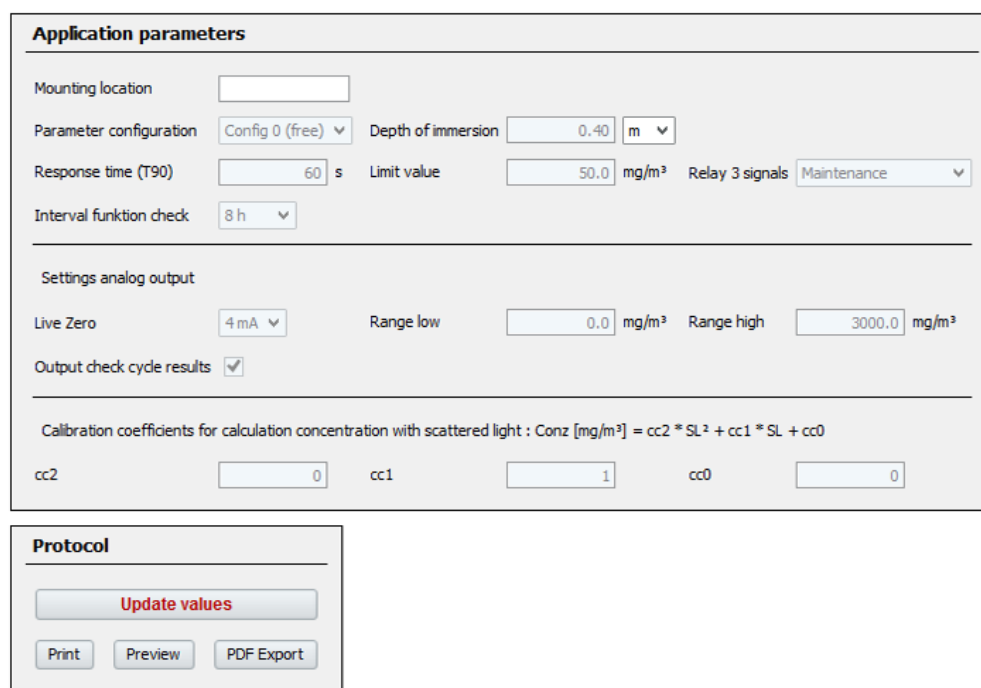 Application parameters
Mounting location
Parameter configuration Config 0 (free) Depth of immersion 0.40 m
Response time (T90) 60 s Limit value 50.0 mg/m³ Relay 3 signals Maintenance
Interval funktion check 8 h
Settings analog output
Live Zero 4 mA Range low 0.0 mg/m³ Range high 3000.0 mg/m³
Output check cycle results
Calibration coefficients for calculation concentration with scattered light : Conz [mg/m³] = cc2 * SL² + cc1 * SL + cc0
cc2 0 cc1 1 cc0 0
Protocol
Update values
Print Preview PDF Export